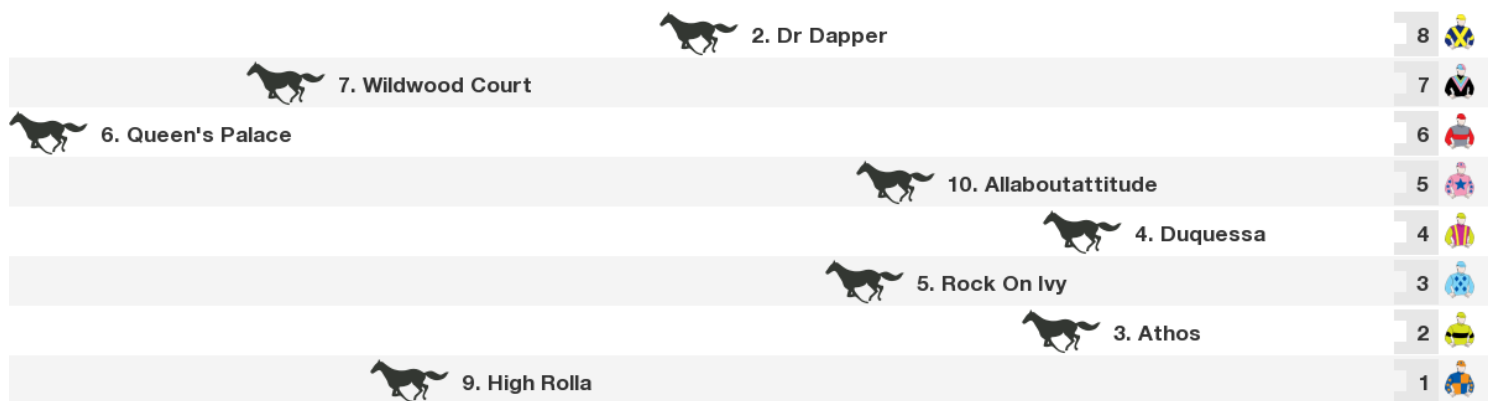 2. Dr Dapper 8
7. Wildwood Court 7
6. Queen's Palace 6
10. Allaboutattitude 5
4. Duquessa 4
5. Rock On Ivy 3
3. Athos 2
9. High Rolla 1